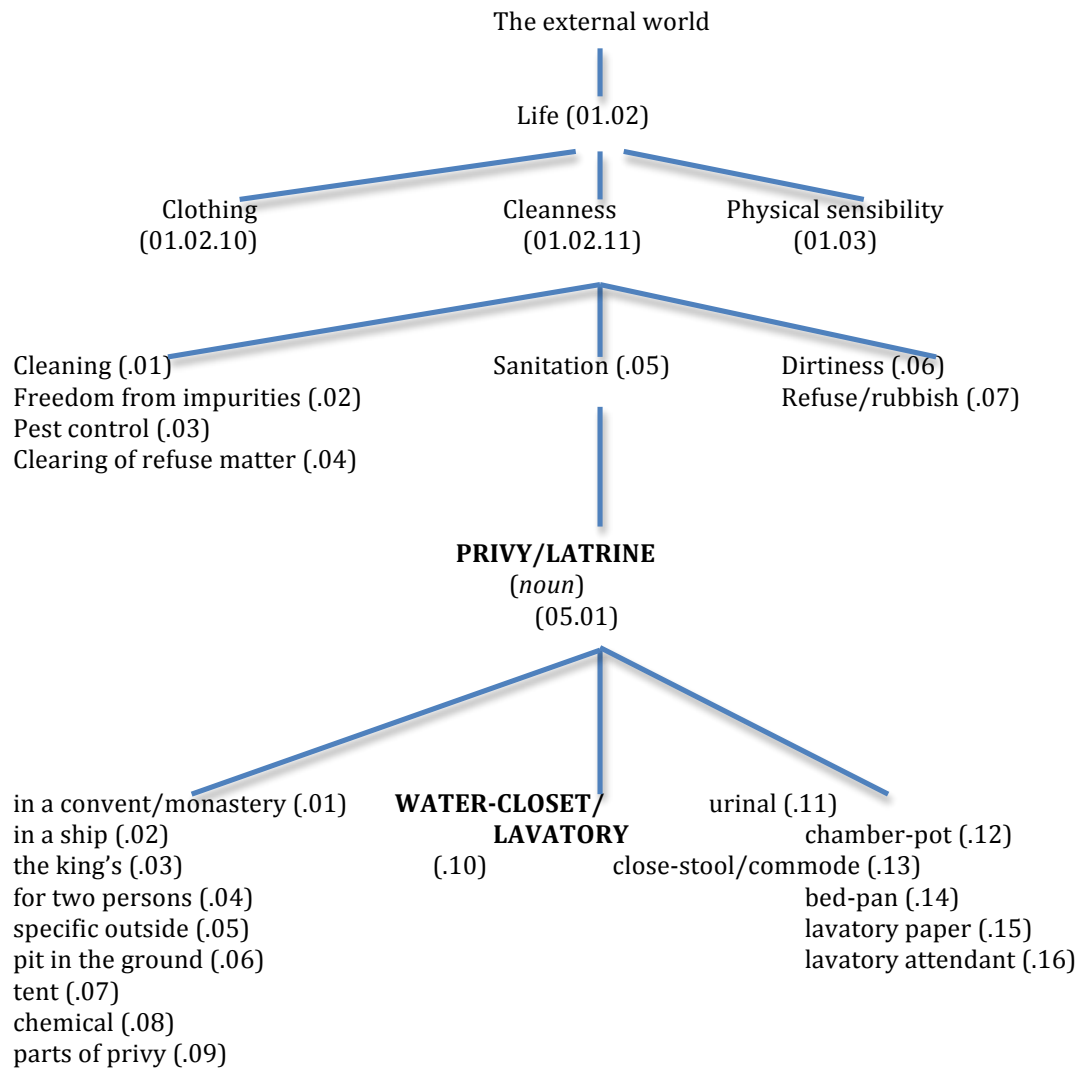 The external world
Life (01.02)
Clothing Cleanness Physical sensibility
(01.02.10) (01.02.11) (01.03)
Cleaning (.01) Sanitation (.05) Dirtiness (.06)
Freedom from impurities (.02) Refuse/rubbish (.07)
Pest control (.03)
Clearing of refuse matter (.04)
PRIVY/LATRINE
(noun)
(05.01)
in a convent/monastery (.01) WATER-CLOSET/ urinal (.11)
in a ship (.02) LAVATORY chamber-pot (.12)
the king’s (.03) (.10) close-stool/commode (.13)
for two persons (.04) bed-pan (.14)
specific outside (.05) lavatory paper (.15)
pit in the ground (.06) lavatory attendant (.16)
tent (.07)
chemical (.08)
parts of privy (.09)